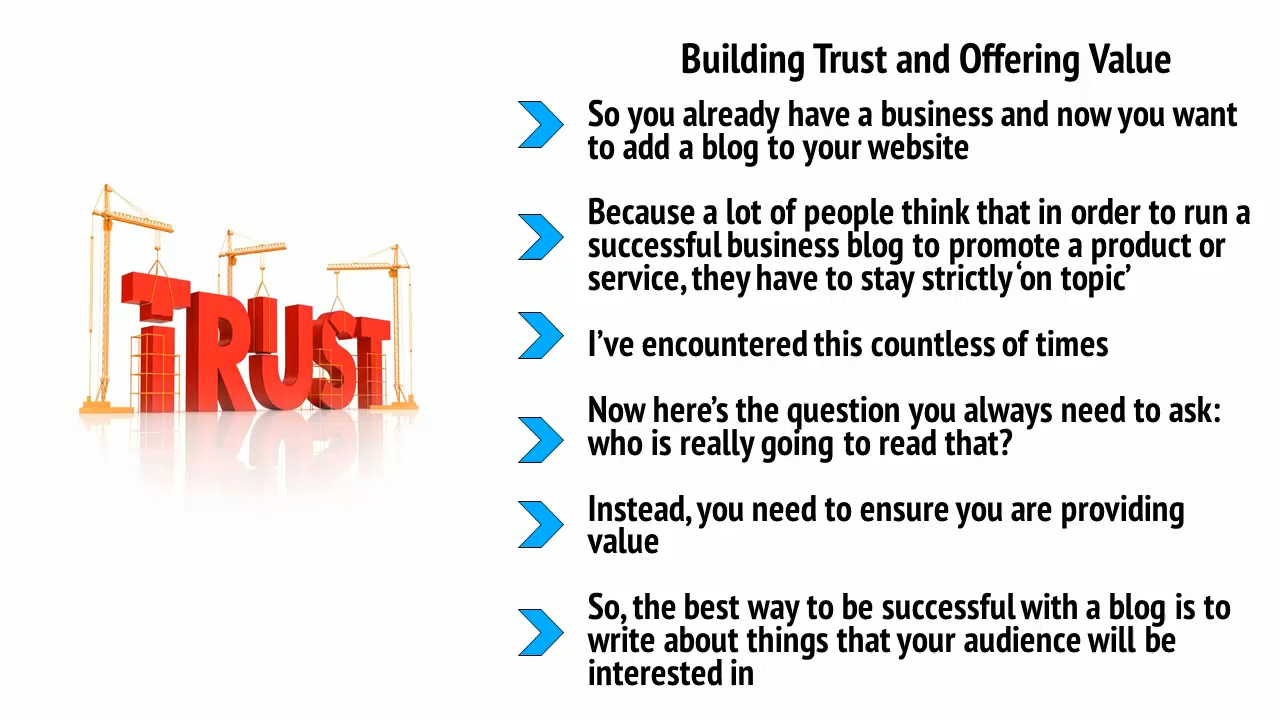 Building Trust and Offering Value
So you already have a business and now you want
to add a blog to your website
Because a lot of people think that in order to run a
successful business blog to promote a product or
service, they have to stay strictly ‘on topic’
I’ve encountered this countless of times
Now here’s the question you always need to ask:
who is really going to read that?
Instead, you need to ensure you are providing
value
So, the best way to be successful with a blog is to
write about things that your audience will be
interested in
TRUST